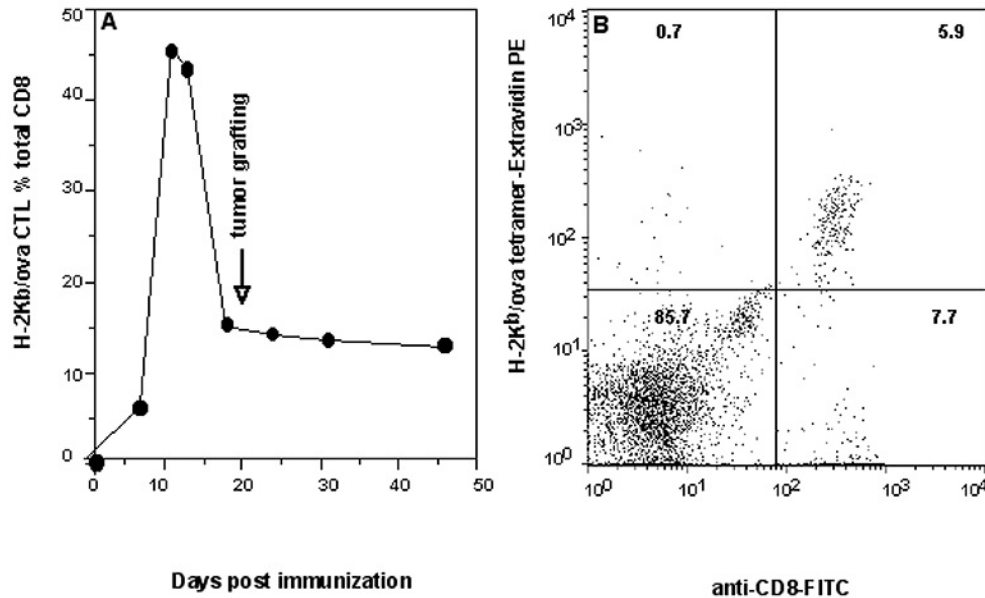 A
H-2Kb/ova CTL % total CD8
50
40
30
20
10
0
tumor grafting
0 10 20 30 40 50
Days post immunization
B
H-2Kᵇ/ova tetramer-Extravidin PE
10⁴
10³
10²
10¹
10⁰
0.7 5.9
85.7 7.7
10⁰ 10¹ 10² 10³ 10⁴
anti-CD8-FITC